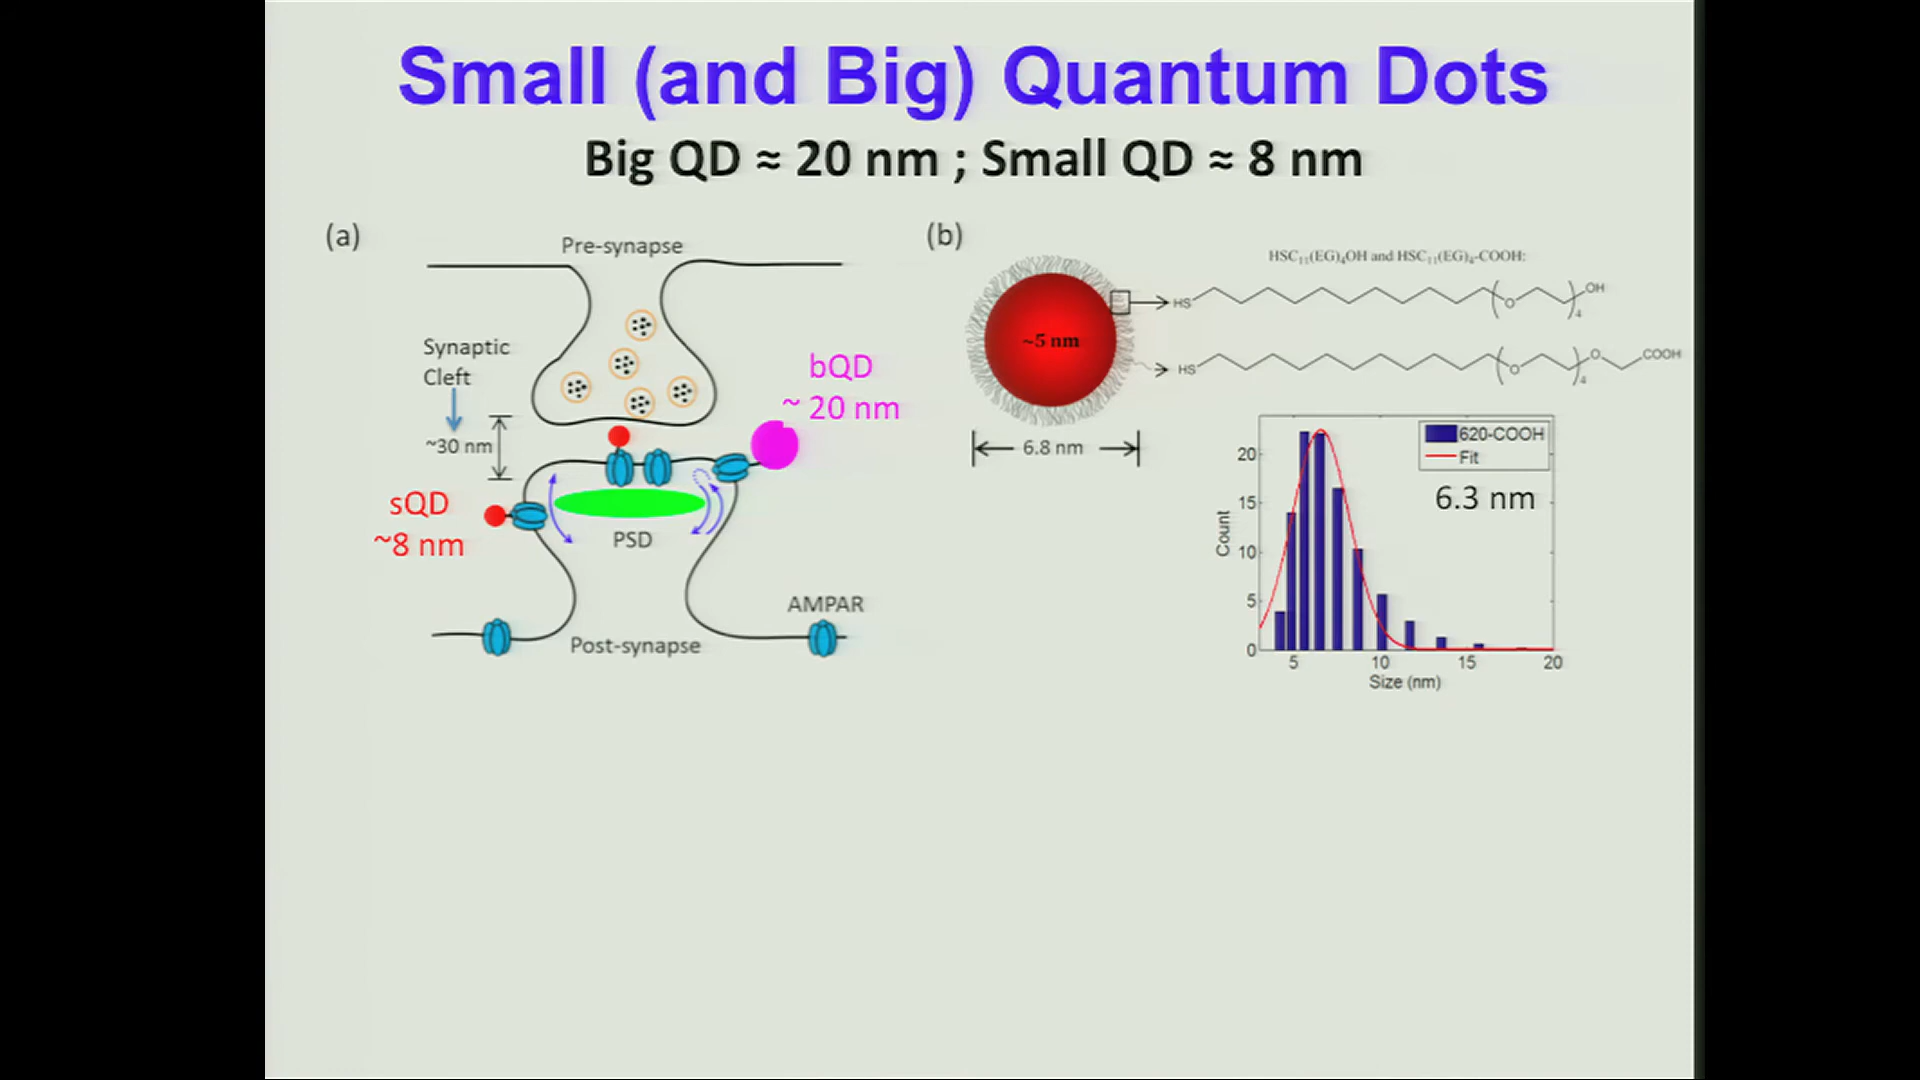 Small (and Big) Quantum Dots
Big QD ≈ 20 nm ; Small QD ≈ 8 nm
(a)
Pre-synapse
Synaptic
Cleft
~30 nm
bQD
~ 20 nm
sQD
~8 nm
PSD
AMPAR
Post-synapse
(b)
HSC₁₁(EG)₄OH and HSC₁₁(EG)₄-COOH:
~5 nm
HS
O
OH
4
HS
O
4
O
COOH
6.8 nm
620-COOH
Fit
6.3 nm
Count
20
15
10
5
0
5 10 15 20
Size (nm)